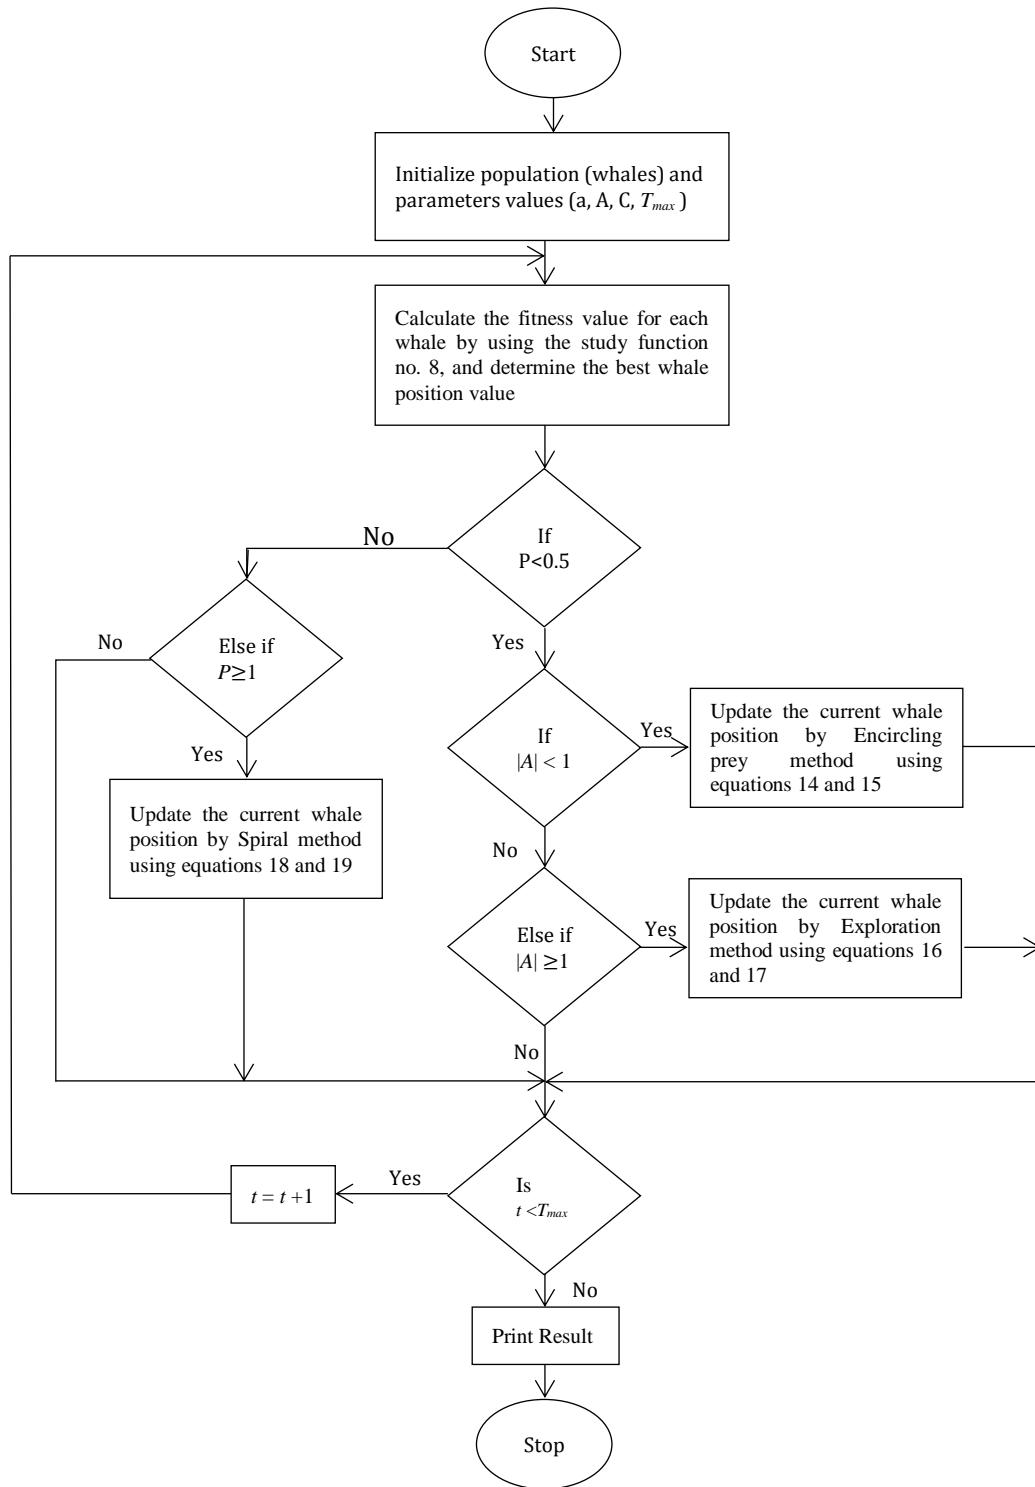 Start
Initialize population (whales) and
parameters values (a, A, C, Tmax )
Calculate the fitness value for each
whale by using the study function
no. 8, and determine the best whale
position value
If
P<0.5
No
Yes
Else if
P≥1
No
Yes
If
|A| < 1
Yes
Update the current whale
position by Encircling
prey method using
equations 14 and 15
Update the current whale
position by Spiral method
using equations 18 and 19
No
Else if
|A| ≥1
Yes
Update the current whale
position by Exploration
method using equations 16
and 17
No
Is
t <Tmax
Yes
t = t +1
No
Print Result
Stop